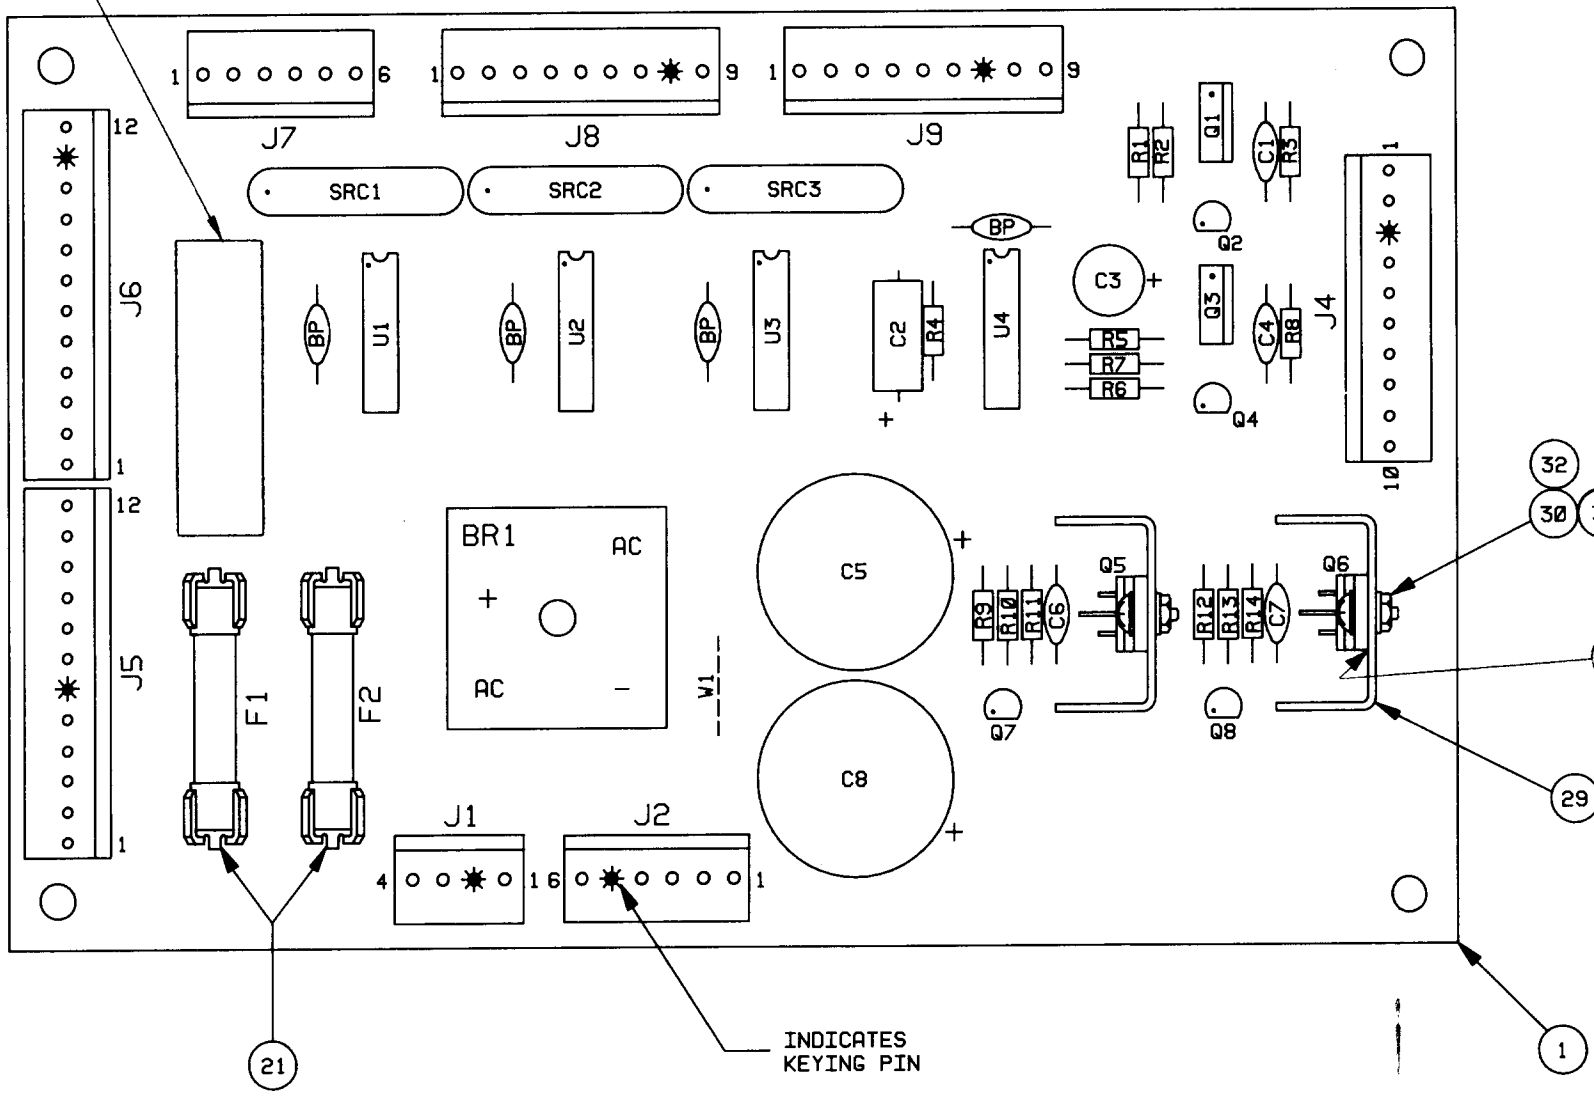 1 6
J7
1 9
J8
1 9
J9
12
J6
1
SRC1
SRC2
SRC3
BP
U1
BP
U2
BP
U3
C2
R4
BP
U4
C3
+
+
R5
R7
R6
R1
R2
Q1
C1
R3
Q2
Q3
C4
R8
Q4
1
J4
10
12
J5
1
F1
F2
BR1
AC
+
AC
-
W1
C5
+
C8
+
R9
R10
R11
C6
Q5
Q7
R12
R13
R14
C7
Q6
Q8
J1
4 1
J2
6 1
32
30
29
21
1
INDICATES
KEYING PIN